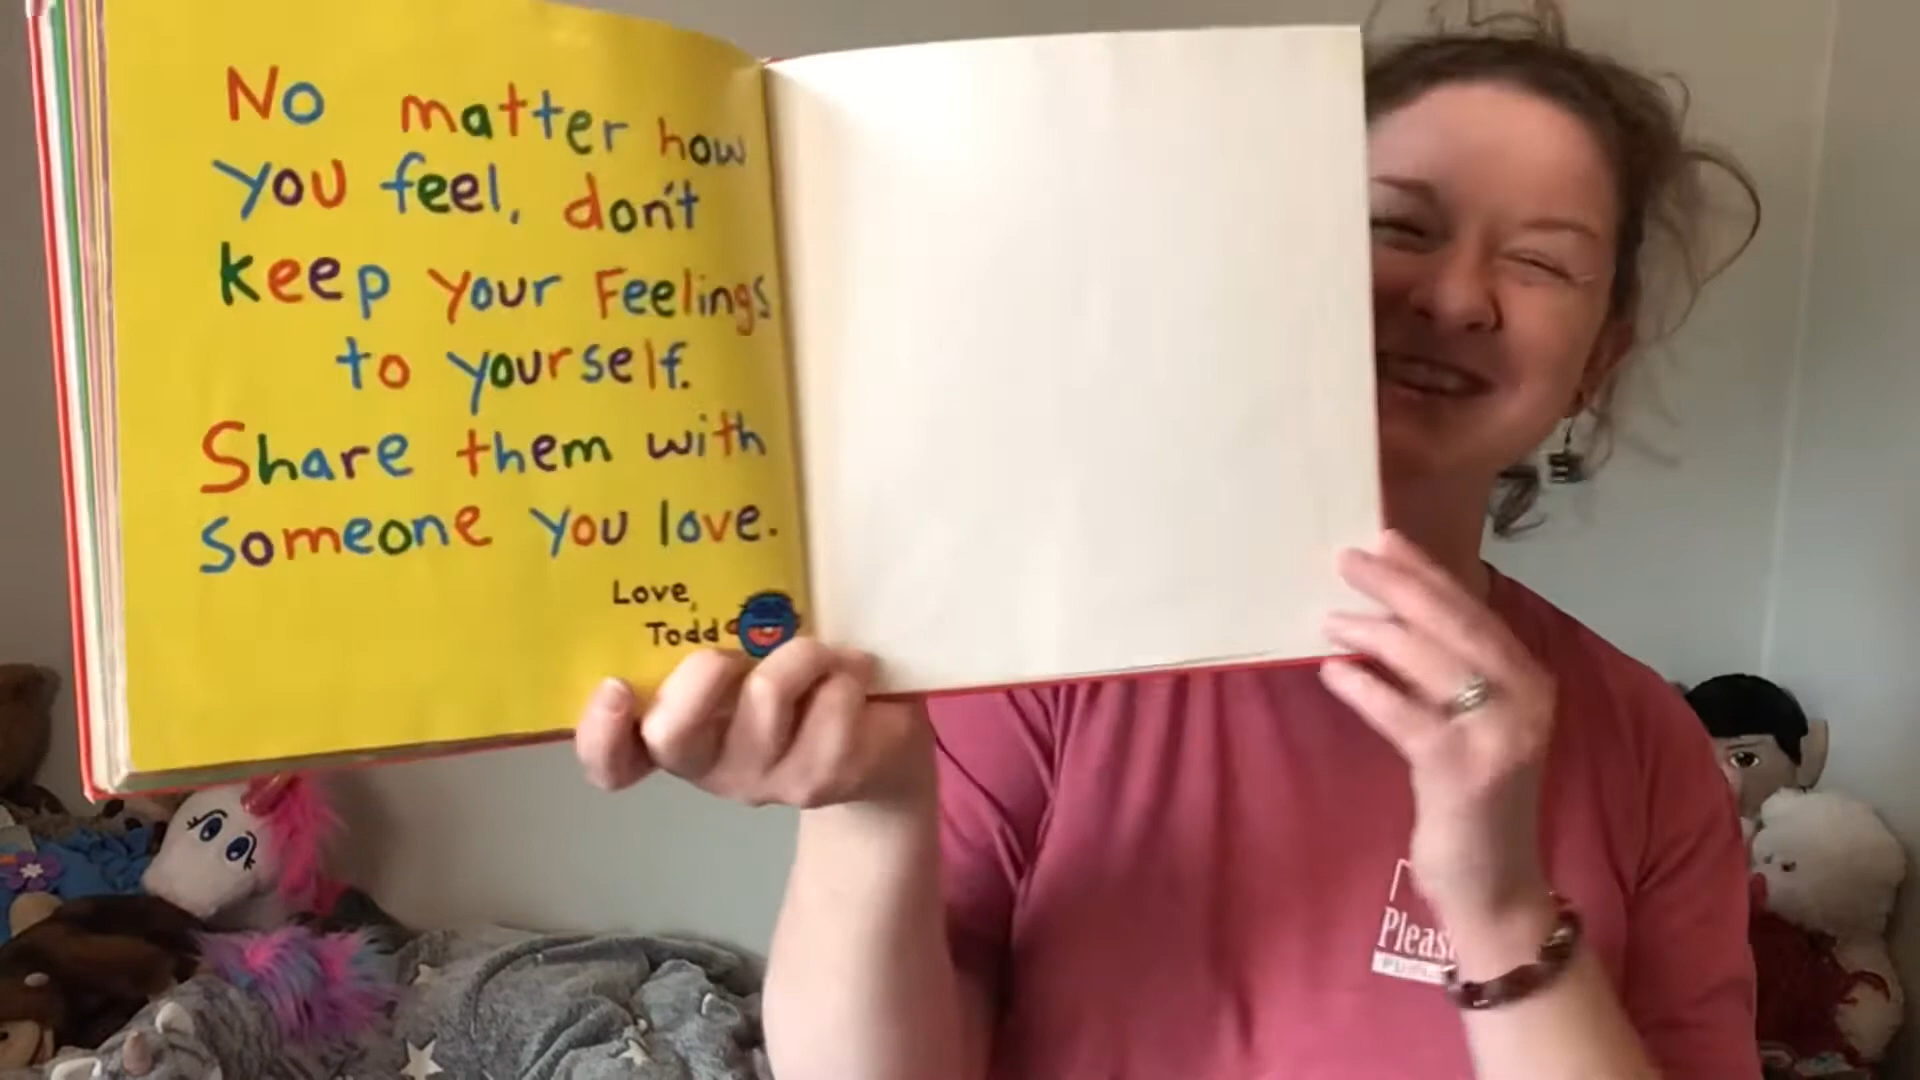 No matter how
you feel, don't
keep your Feelings
to yourself.
Share them with
Someone you love.
Love,
Todd